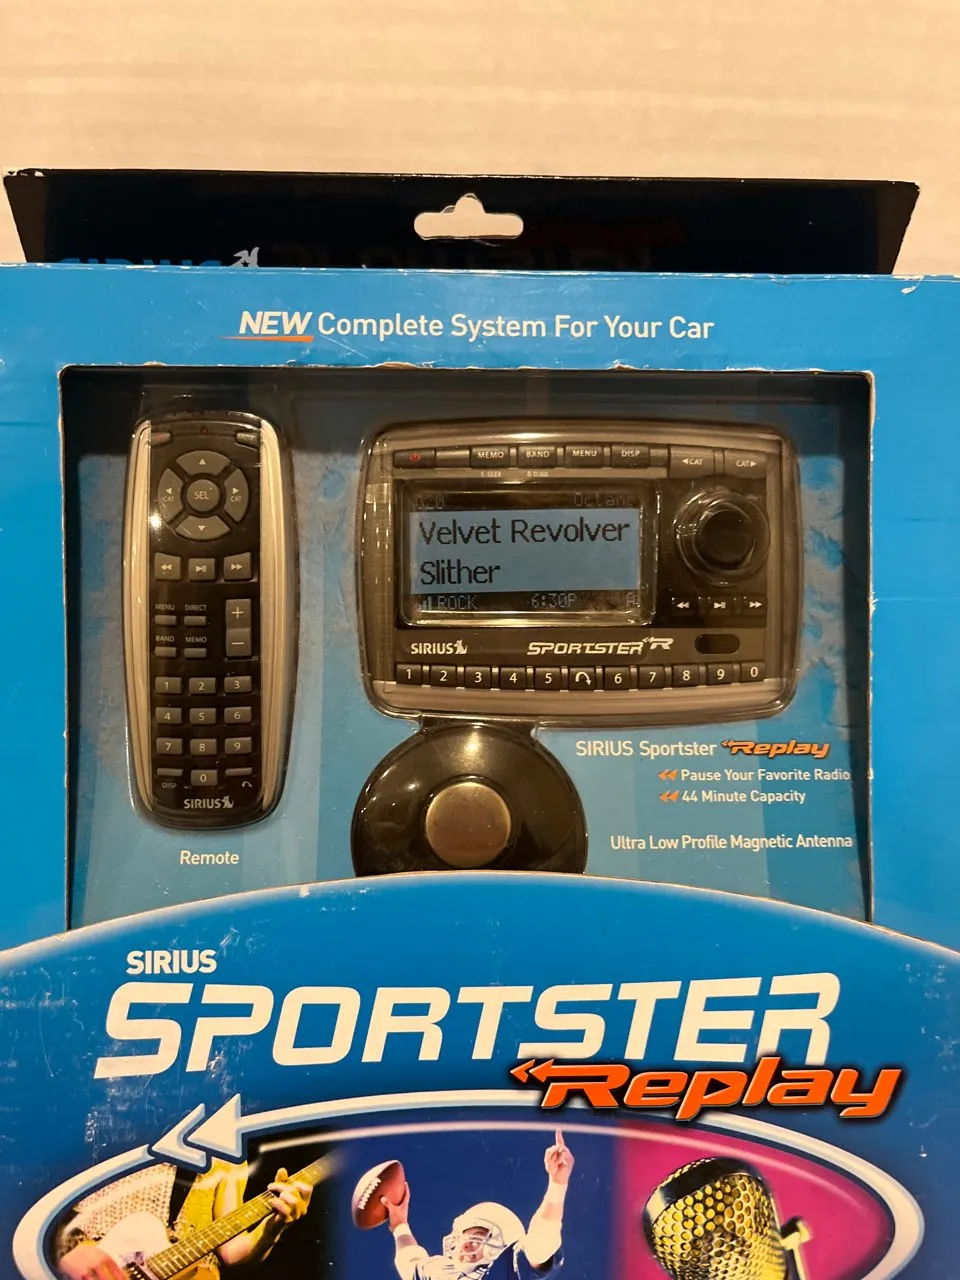 SIRIUS
NEW Complete System For Your Car
MEMO BAND MENU DISP ◄CAT CAT►
SEL
CAT CAT
Velvet Revolver
Slither
ROCK 6:30P
MENU DIRECT
BAND MEMO
+
−
1 2 3
4 5 6
7 8 9
DISP 0
SIRIUS
SIRIUS SPORTSTER R
1 2 3 4 5 6 7 8 9 0
Remote
SIRIUS Sportster Replay
Pause Your Favorite Radio
44 Minute Capacity
Ultra Low Profile Magnetic Antenna
SIRIUS
SPORTSTER
Replay